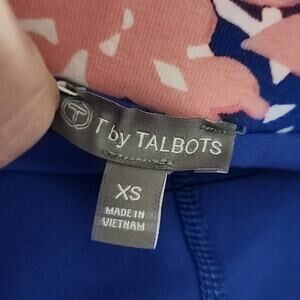 T
T by TALBOTS
XS
MADE IN
VIETNAM